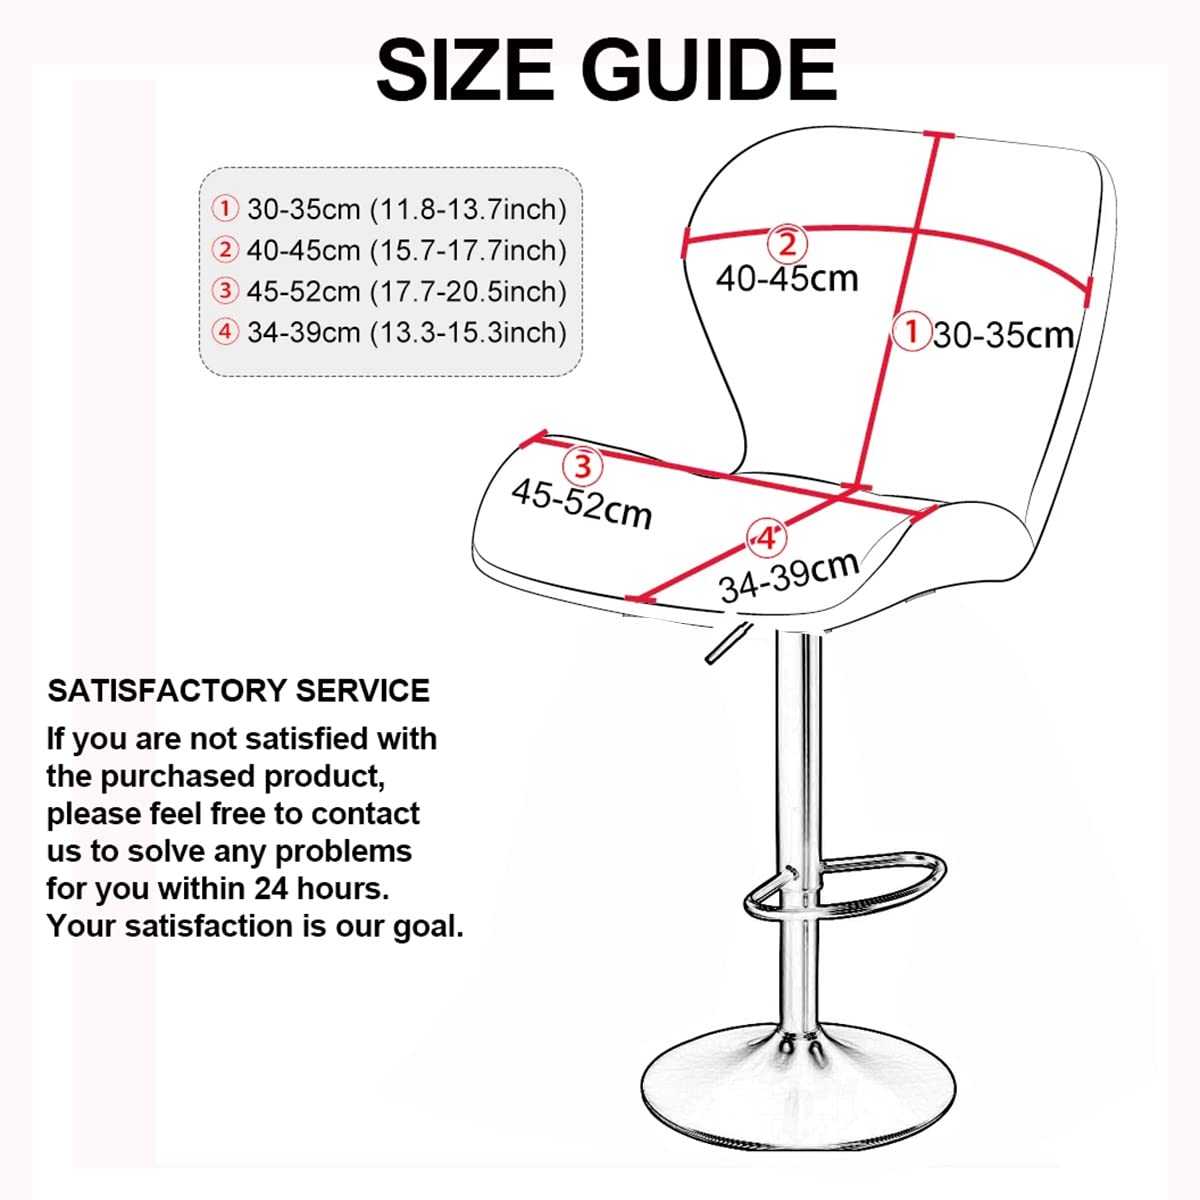 SIZE GUIDE
① 30-35cm (11.8-13.7inch)
② 40-45cm (15.7-17.7inch)
③ 45-52cm (17.7-20.5inch)
④ 34-39cm (13.3-15.3inch)
②
40-45cm
① 30-35cm
③
45-52cm
④
34-39cm
SATISFACTORY SERVICE
If you are not satisfied with
the purchased product,
please feel free to contact
us to solve any problems
for you within 24 hours.
Your satisfaction is our goal.